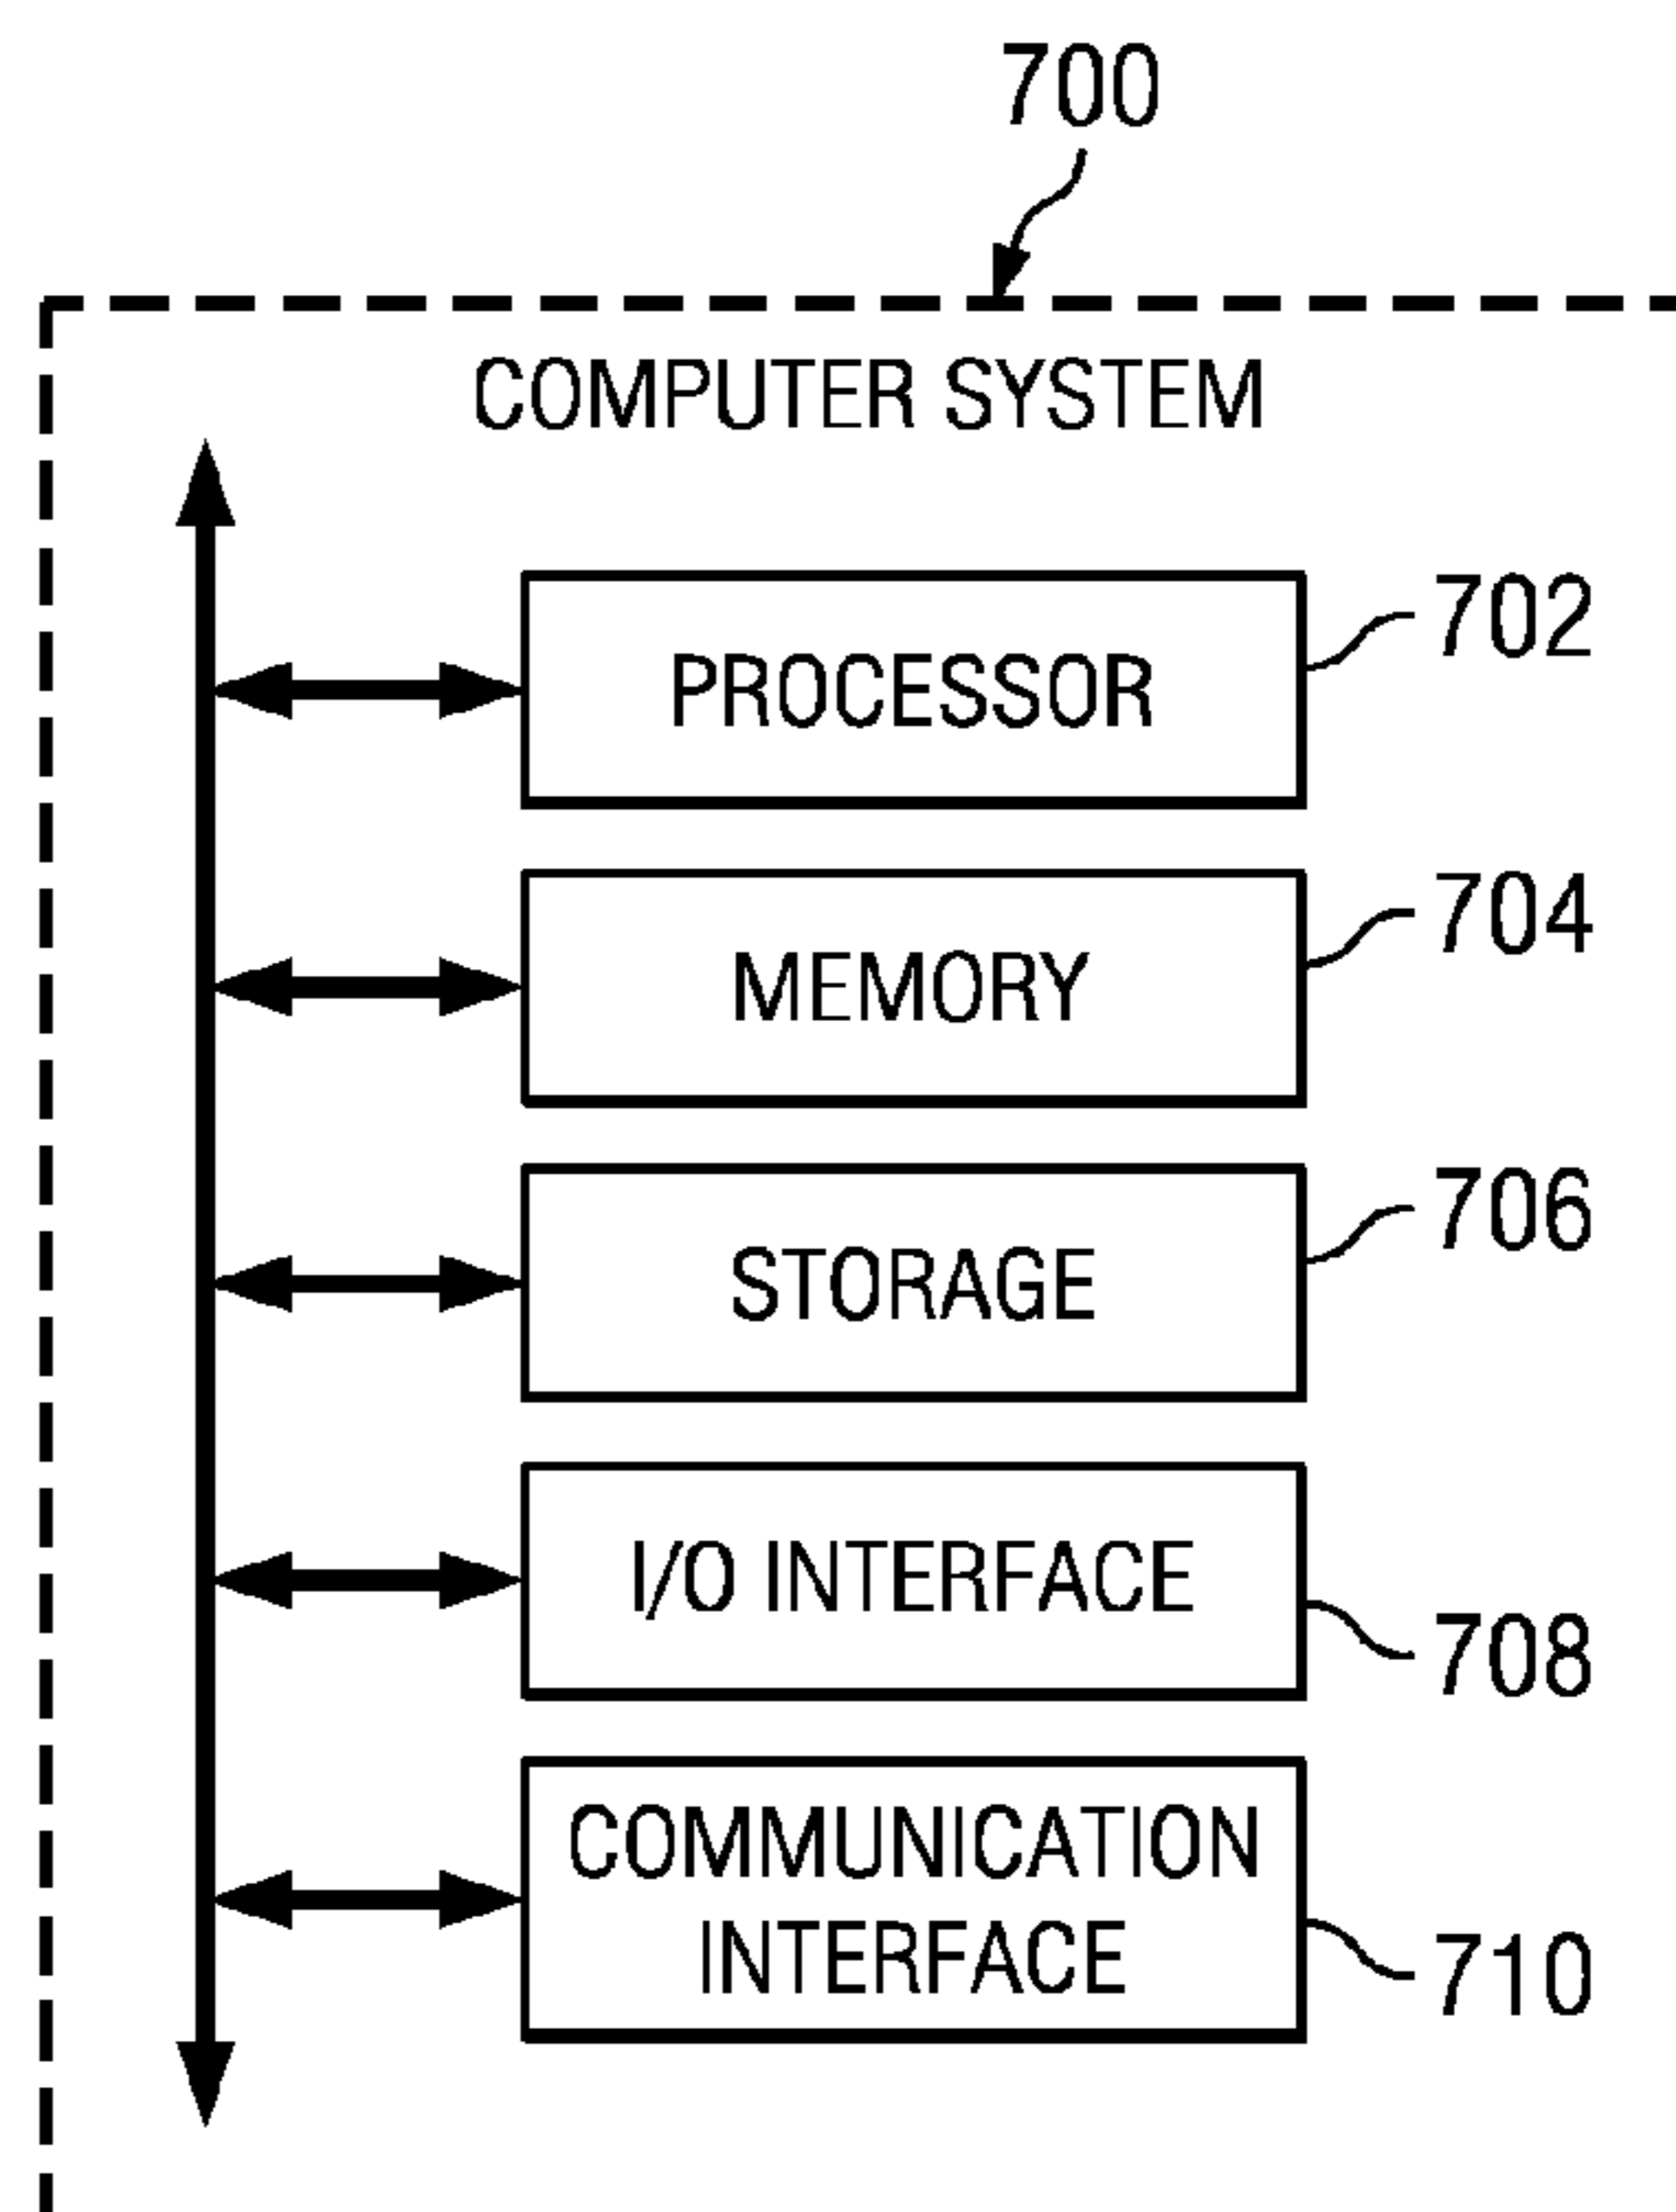 700
COMPUTER SYSTEM
PROCESSOR
702
MEMORY
704
STORAGE
706
I/O INTERFACE
708
COMMUNICATION
INTERFACE
710